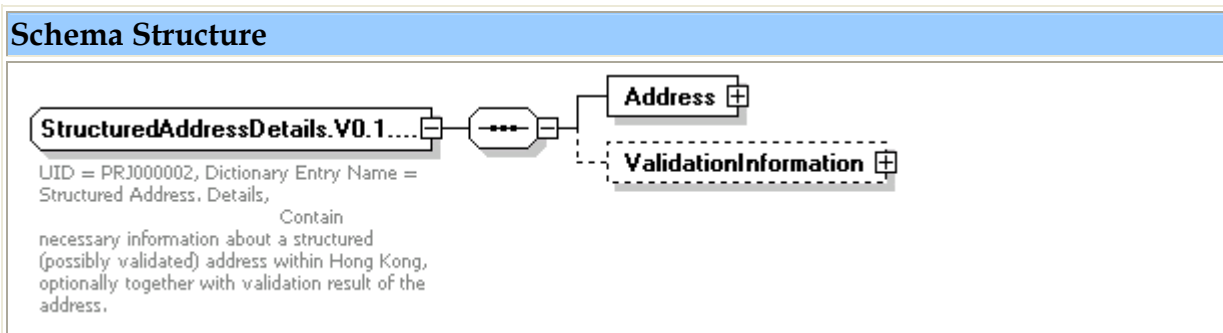 Schema Structure
StructuredAddressDetails.V0.1....
Address
ValidationInformation
UID = PRJ000002, Dictionary Entry Name =
Structured Address. Details,
Contain
necessary information about a structured
(possibly validated) address within Hong Kong,
optionally together with validation result of the
address.